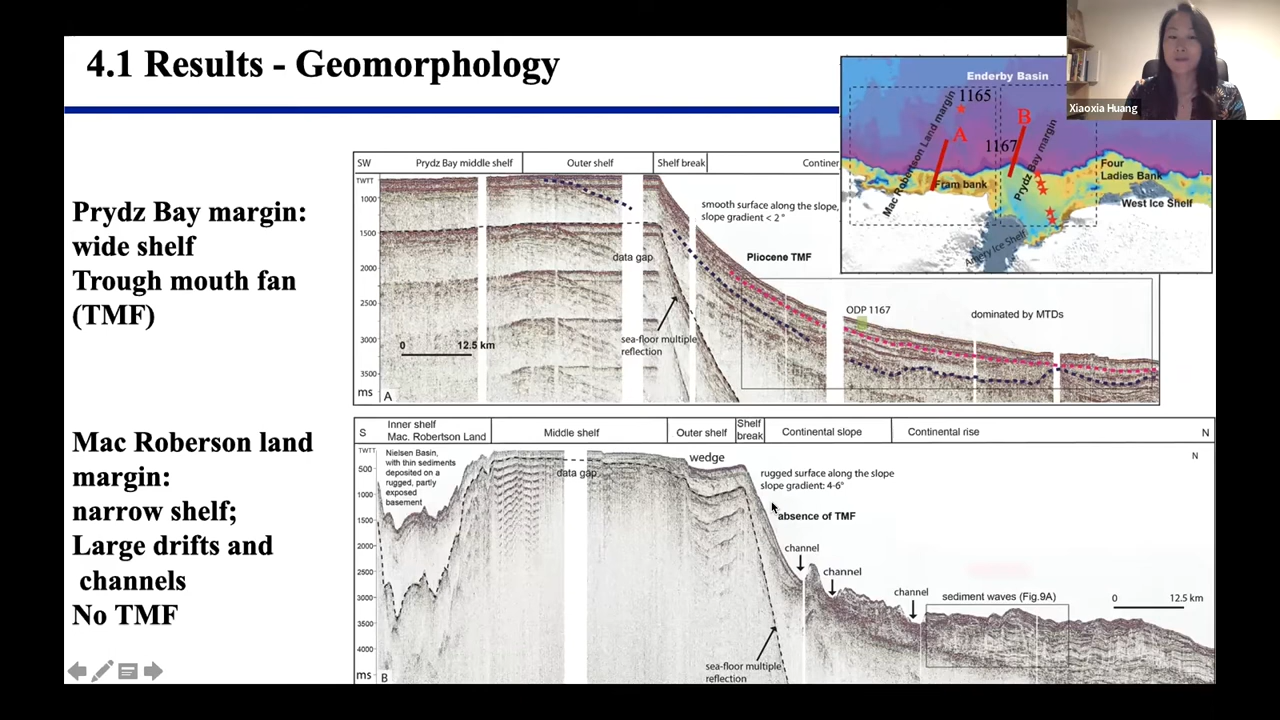 4.1 Results - Geomorphology
Xiaoxia Huang
Enderby Basin
1165
A
B
1167
Mac Robertson Land margin
Prydz Bay margin
Fram bank
Four
Ladies Bank
West Ice Shelf
Amery Ice Shelf
Prydz Bay margin:
wide shelf
Trough mouth fan
(TMF)
SW
Prydz Bay middle shelf
Outer shelf
Shelf break
TWTT
1000
1500
2000
2500
3000
3500
ms
A
smooth surface along the slope,
slope gradient < 2°
data gap
Pliocene TMF
sea-floor multiple
reflection
0
12.5 km
ODP 1167
dominated by MTDs
Mac Roberson land
margin:
narrow shelf;
Large drifts and
channels
No TMF
S
Inner shelf
Mac. Robertson Land
Middle shelf
Outer shelf
Shelf
break
Continental slope
Continental rise
N
TWTT
500
1000
1500
2000
2500
3000
3500
4000
ms
B
Nielsen Basin,
with thin sediments
deposited on a
rugged, partly
exposed
basement
data gap
wedge
rugged surface along the slope
slope gradient: 4-6°
absence of TMF
N
channel
channel
channel
sediment waves (Fig.9A)
0
12.5 km
sea-floor multiple
reflection